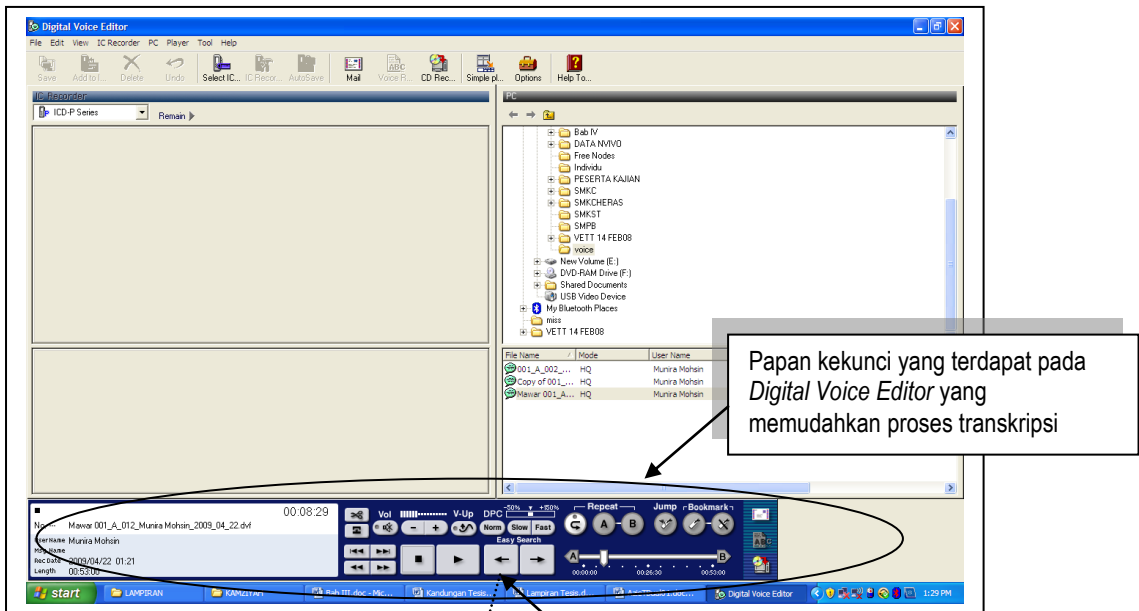 Digital Voice Editor
File Edit View IC Recorder PC Player Tool Help
Save Add to l... Delete Undo Select IC... IC Recor... AutoSave Mail Voice R... CD Rec... Simple pl... Options Help To...
IC Recorder
PC
ICD-P Series
Remain
Bab IV
DATA NVIVO
Free Nodes
Individu
PESERTA KAJIAN
SMKC
SMKCHERAS
SMKST
SMPB
VETT 14 FEB08
voice
New Volume (E:)
DVD-RAM Drive (F:)
Shared Documents
USB Video Device
My Bluetooth Places
miss
VETT 14 FEB08
File Name Mode User Name
001_A_002_... HQ Munira Mohsin
Copy of 001_... HQ Munira Mohsin
Mawar 001_A... HQ Munira Mohsin
Papan kekunci yang terdapat pada
Digital Voice Editor yang
memudahkan proses transkripsi
00:08:29
Mawar 001_A_012_Munira Mohsin_2009_04_22.dvf
User Name Munira Mohsin
Msg Name
Rec Date 2009/04/22 01:21
Length 00:53:00
Vol V-Up DPC -50% +150% Repeat Jump Bookmark
Norm Slow Fast A - B
Easy Search
A B
00:00:00 00:26:30 00:53:00
start LAMPIRAN KAMZITAH Bab III.doc - Mic... Kandungan Tesis... Lampiran Tesis.d... Digital Voice Editor 1:29 PM